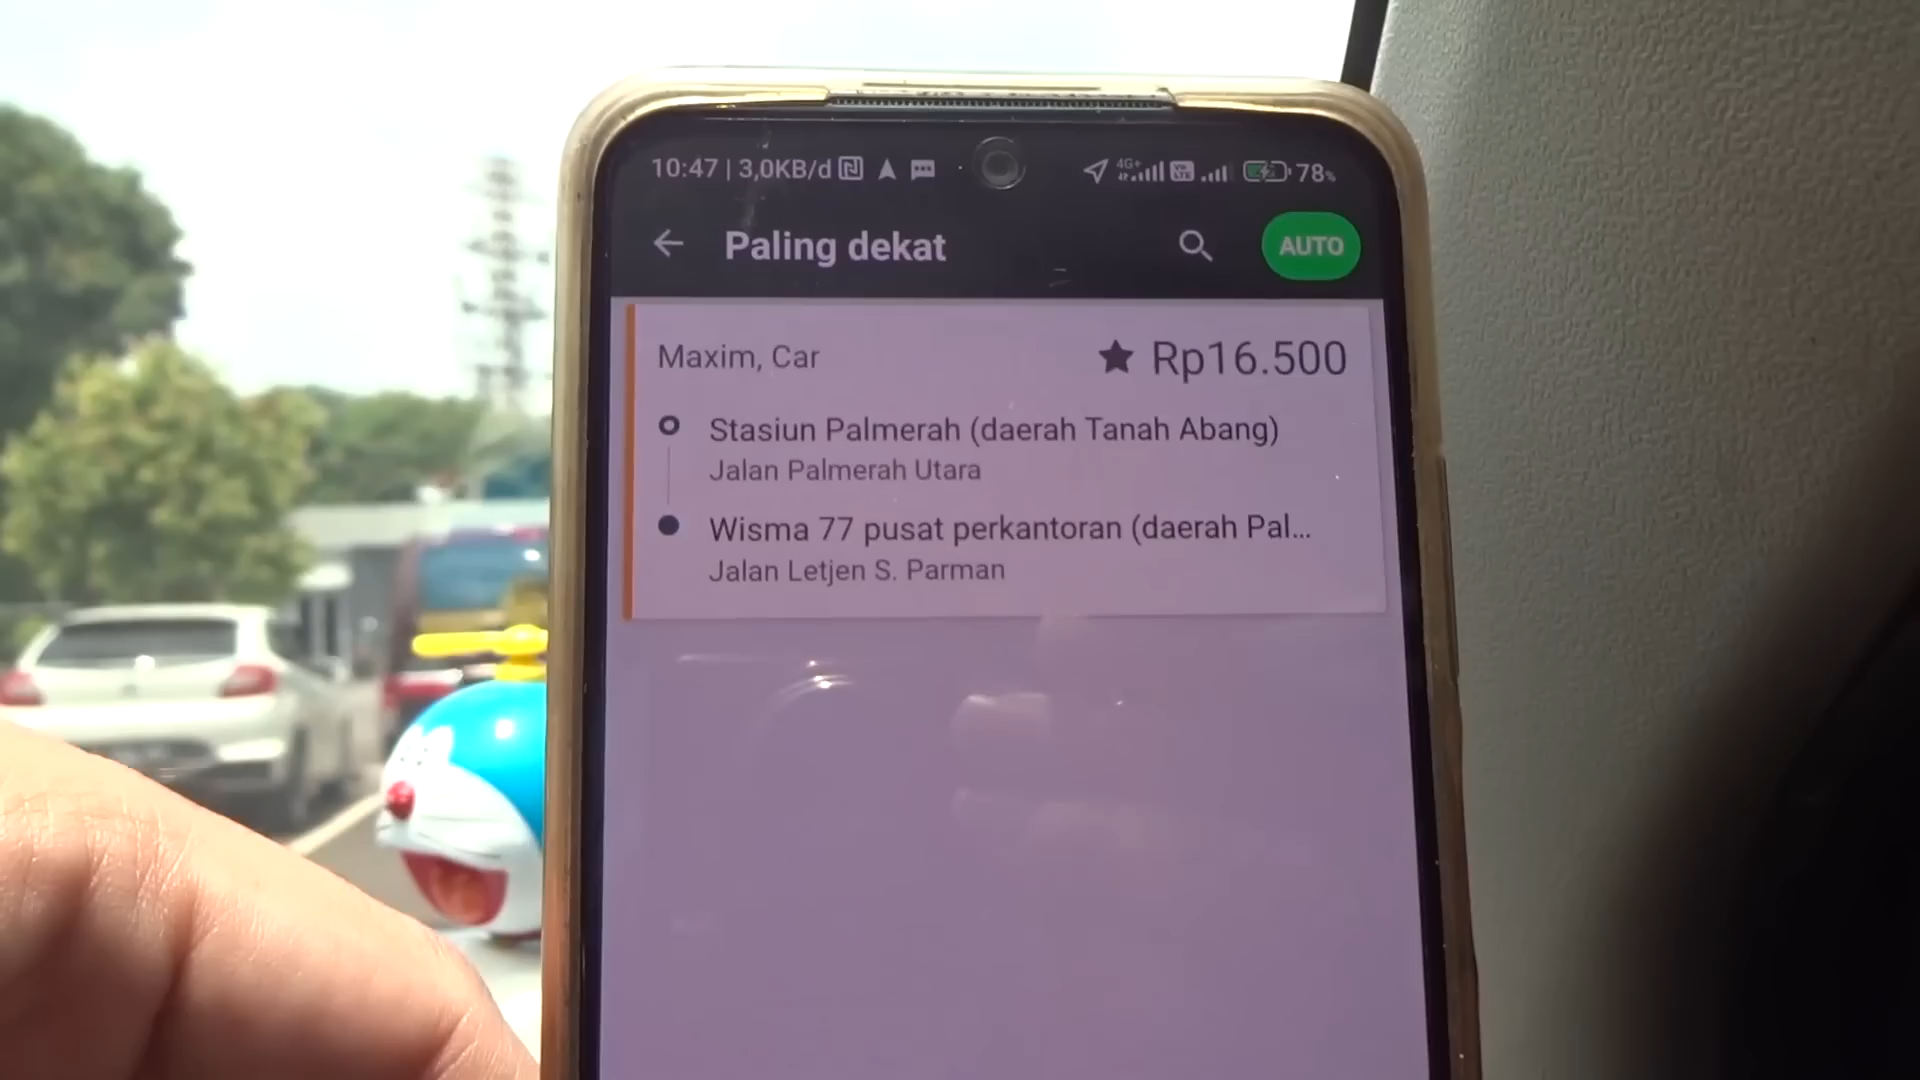 10:47 | 3,0KB/d
4G+
78%
Paling dekat
AUTO
Maxim, Car
Rp16.500
Stasiun Palmerah (daerah Tanah Abang)
Jalan Palmerah Utara
Wisma 77 pusat perkantoran (daerah Pal...
Jalan Letjen S. Parman